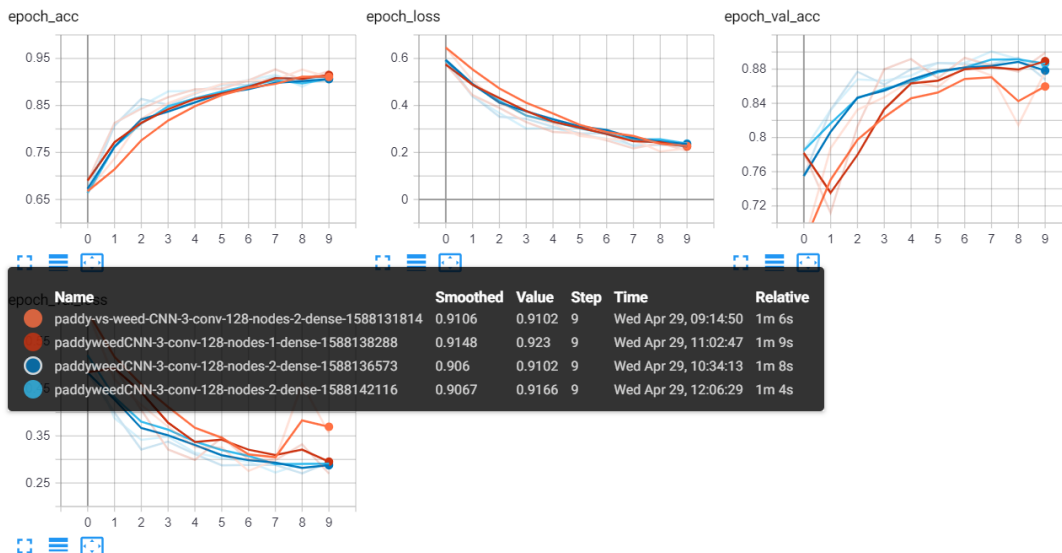 epoch_acc
epoch_loss
epoch_val_acc
0.95
0.85
0.75
0.65
0 1 2 3 4 5 6 7 8 9
0.6
0.4
0.2
0
0 1 2 3 4 5 6 7 8 9
0.88
0.84
0.8
0.76
0.72
0 1 2 3 4 5 6 7 8 9
epoch_val_loss
Name Smoothed Value Step Time Relative
paddy-vs-weed-CNN-3-conv-128-nodes-2-dense-1588131814 0.9106 0.9102 9 Wed Apr 29, 09:14:50 1m 6s
paddyweedCNN-3-conv-128-nodes-1-dense-1588138288 0.9148 0.923 9 Wed Apr 29, 11:02:47 1m 9s
paddyweedCNN-3-conv-128-nodes-2-dense-1588136573 0.906 0.9102 9 Wed Apr 29, 10:34:13 1m 8s
paddyweedCNN-3-conv-128-nodes-2-dense-1588142116 0.9067 0.9166 9 Wed Apr 29, 12:06:29 1m 4s
0.35
0.25
0 1 2 3 4 5 6 7 8 9